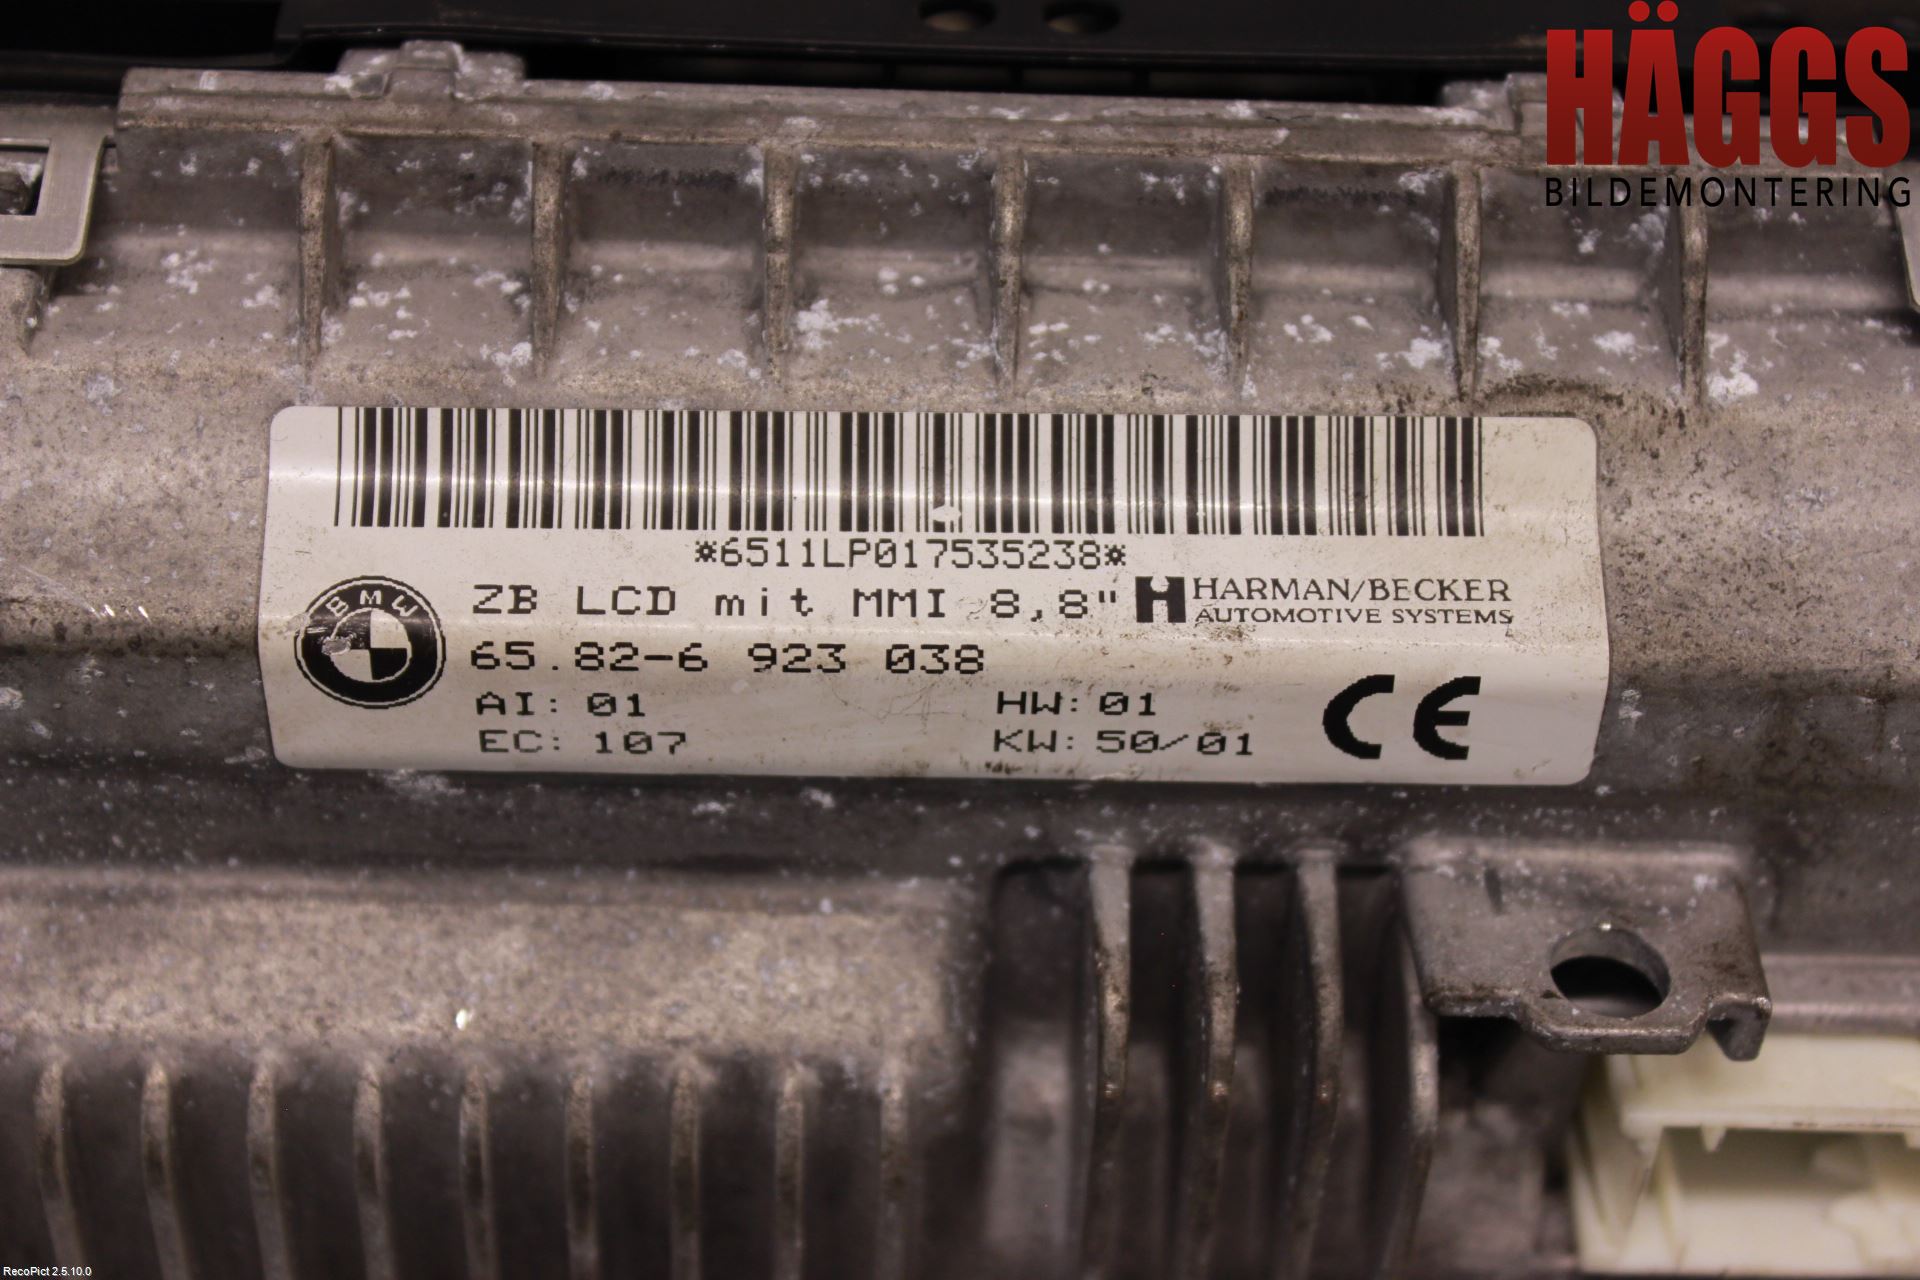 HÄGGS
BILDEMONTERING
*6511LP017535238*
BMW
ZB LCD mit MMI 8,8"
HARMAN/BECKER
AUTOMOTIVE SYSTEMS
65.82-6 923 038
AI: 01
HW: 01
EC: 107
KW: 50/01
CE
RecoPict 2.5.10.0